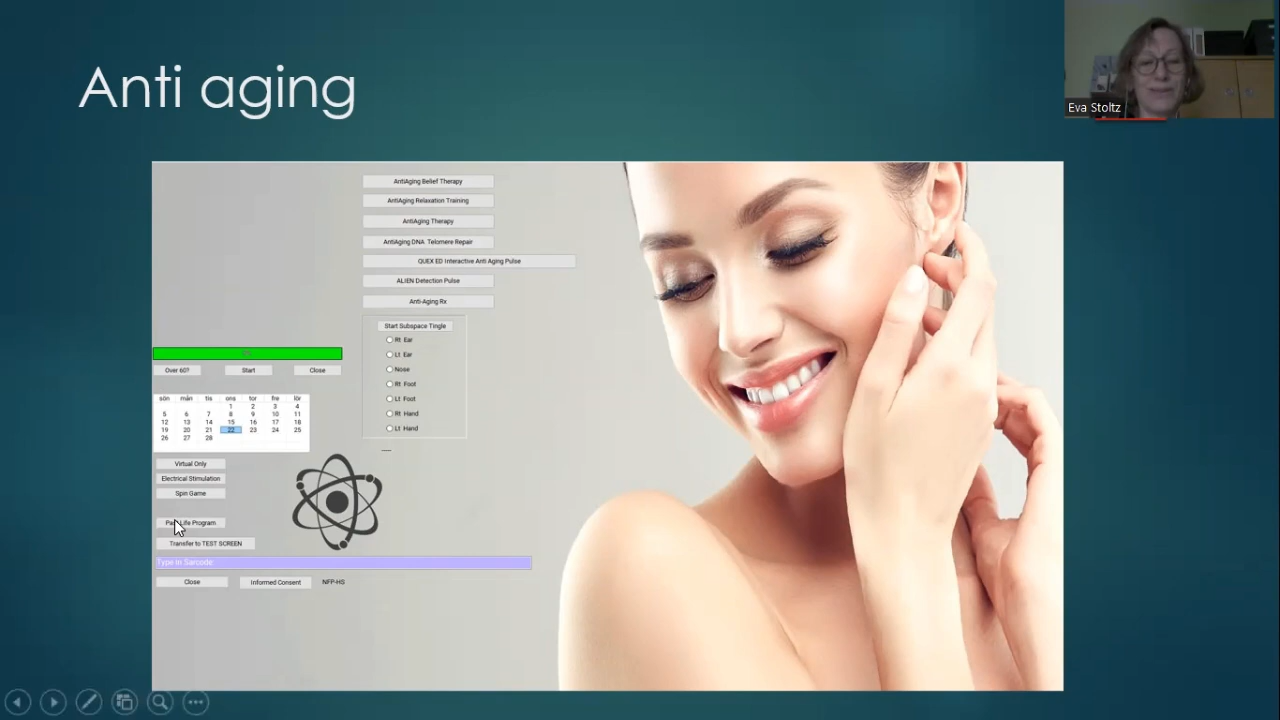 Anti aging
Eva Stoltz
AntiAging Belief Therapy
AntiAging Relaxation Training
AntiAging Therapy
AntiAging DNA Telomere Repair
QUEX ED Interactive Anti Aging Pulse
ALIEN Detection Pulse
Anti-Aging Rx
Start Subspace Tingle
Rt Ear
Lt Ear
Nose
Rt Foot
Lt Foot
Rt Hand
Lt Hand
Over 60?
Start
Close
sön mån tis ons tor fre lör
1 2 3 4
5 6 7 8 9 10 11
12 13 14 15 16 17 18
19 20 21 22 23 24 25
26 27 28
Virtual Only
Electrical Stimulation
Spin Game
Life Program
Transfer to TEST SCREEN
Type in Sarcode
Close
Informed Consent
NFP-HS